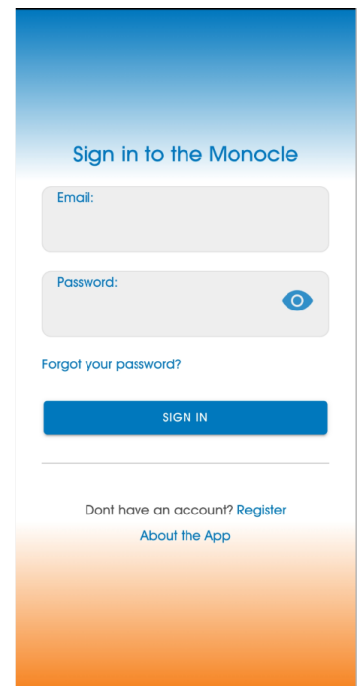 Sign in to the Monocle
Email:
Password:
Forgot your password?
SIGN IN
Dont have an account? Register
About the App